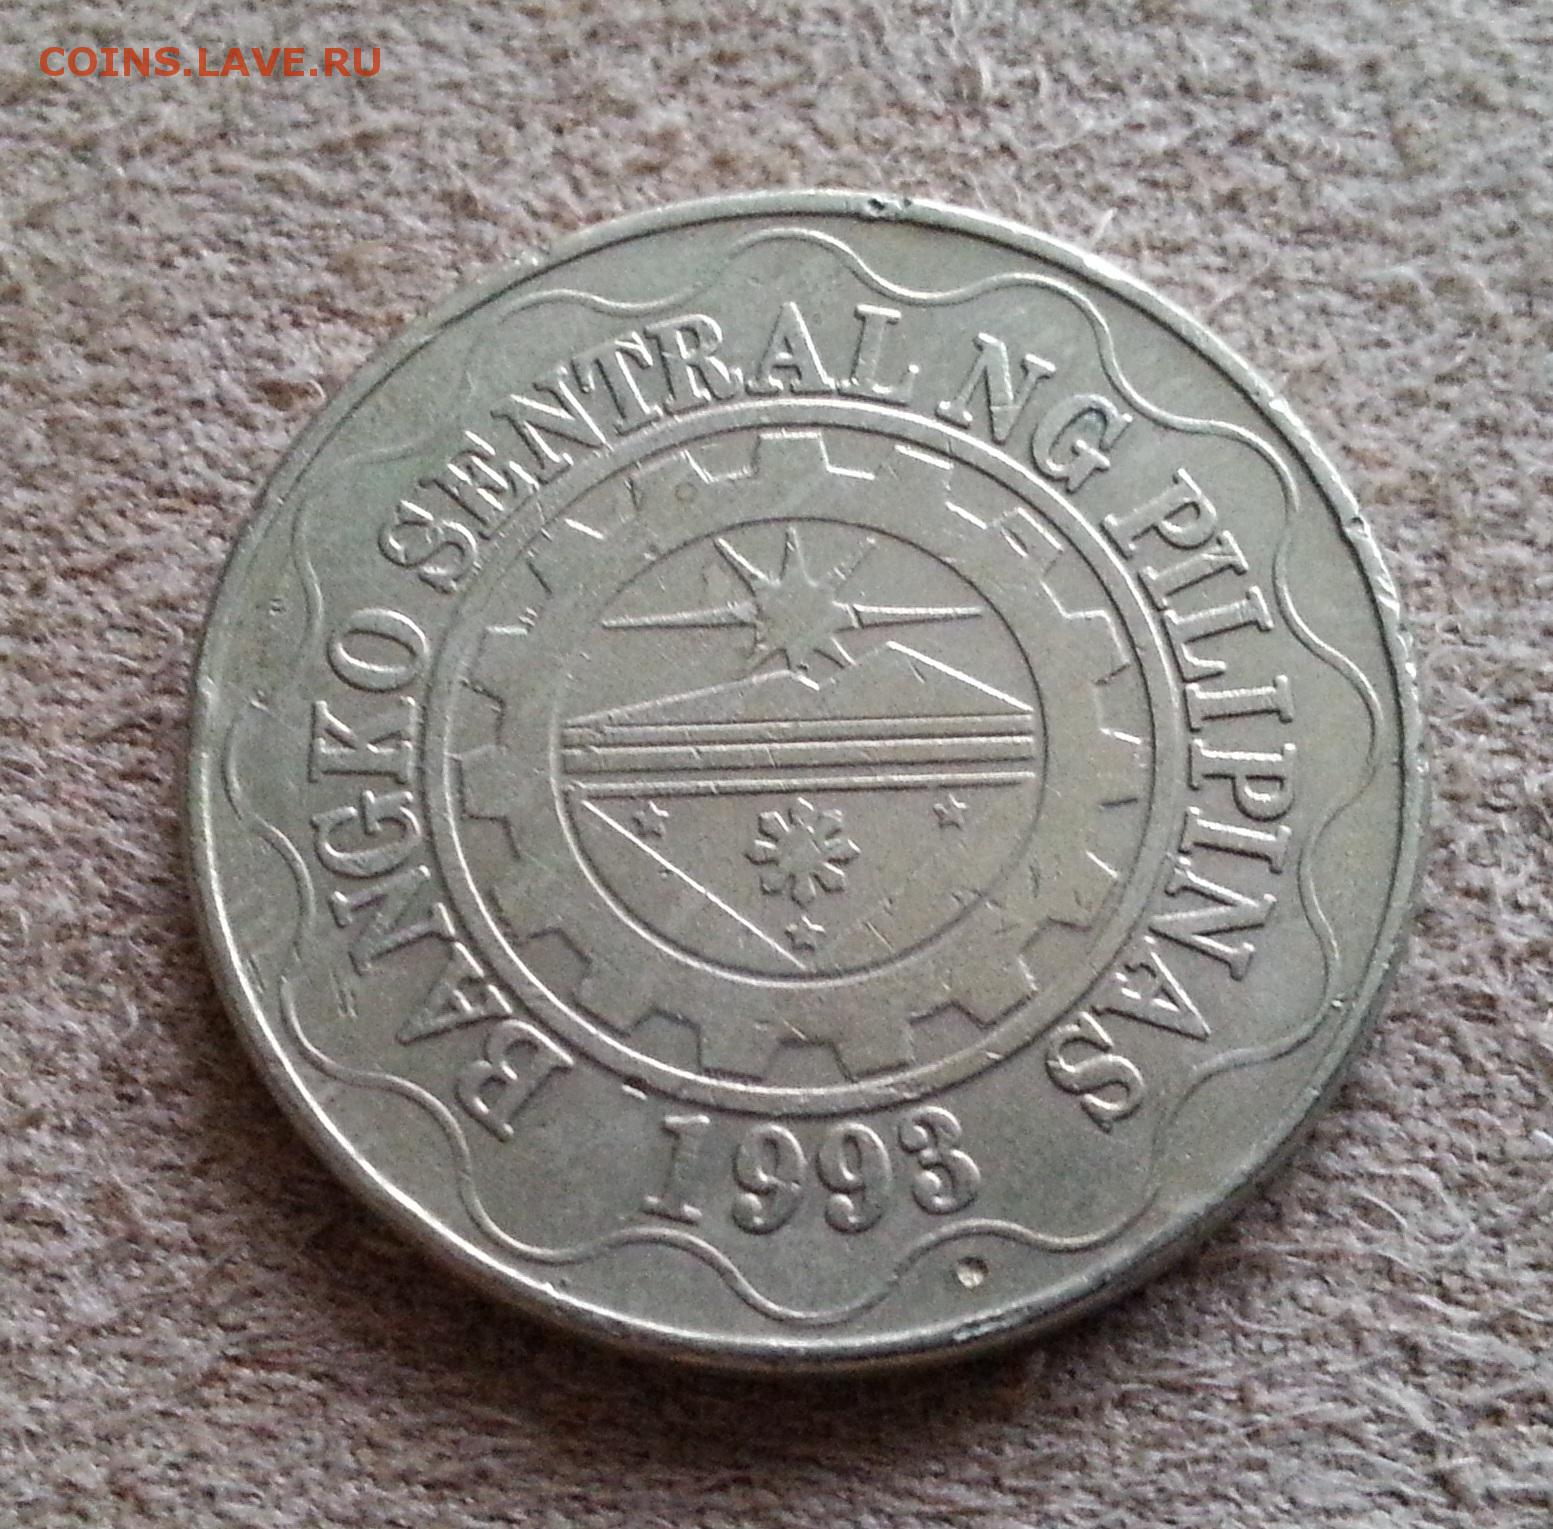 COINS.LAVE.RU
BANGKO SENTRAL NG PILIPINAS
1993